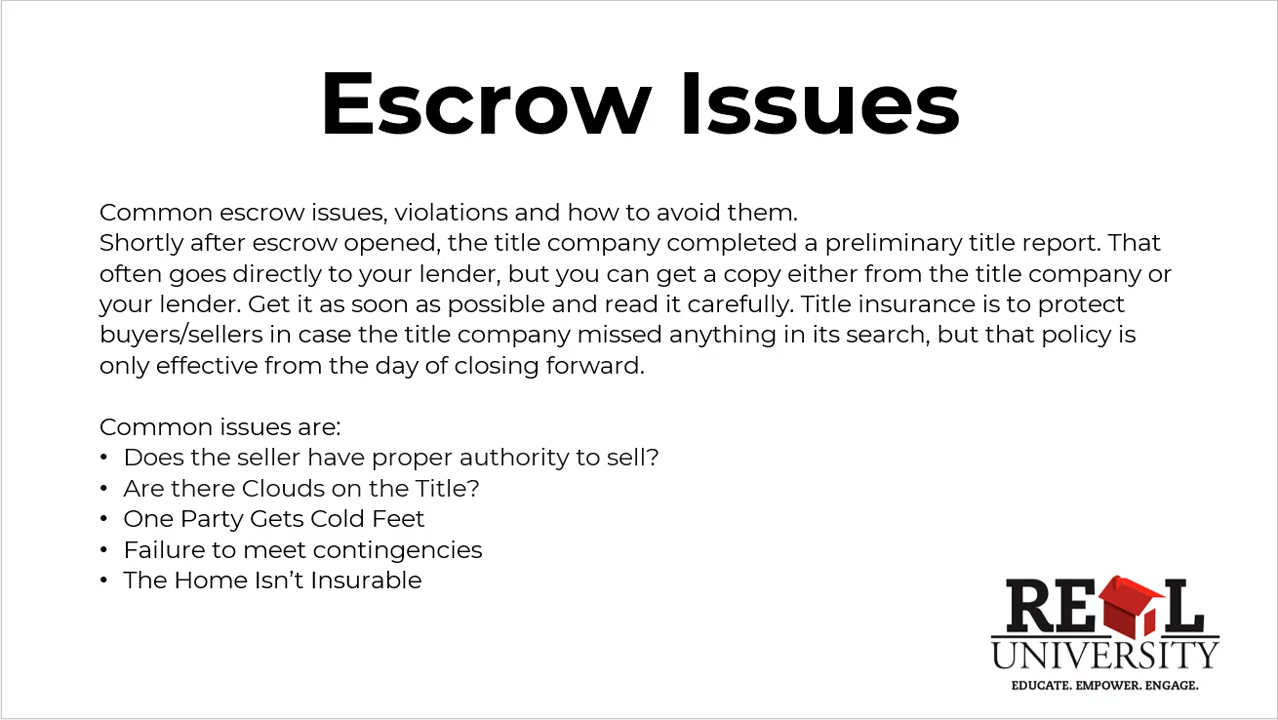 Escrow Issues
Common escrow issues, violations and how to avoid them.
Shortly after escrow opened, the title company completed a preliminary title report. That
often goes directly to your lender, but you can get a copy either from the title company or
your lender. Get it as soon as possible and read it carefully. Title insurance is to protect
buyers/sellers in case the title company missed anything in its search, but that policy is
only effective from the day of closing forward.
Common issues are:
• Does the seller have proper authority to sell?
• Are there Clouds on the Title?
• One Party Gets Cold Feet
• Failure to meet contingencies
• The Home Isn’t Insurable
REAL
UNIVERSITY
EDUCATE. EMPOWER. ENGAGE.